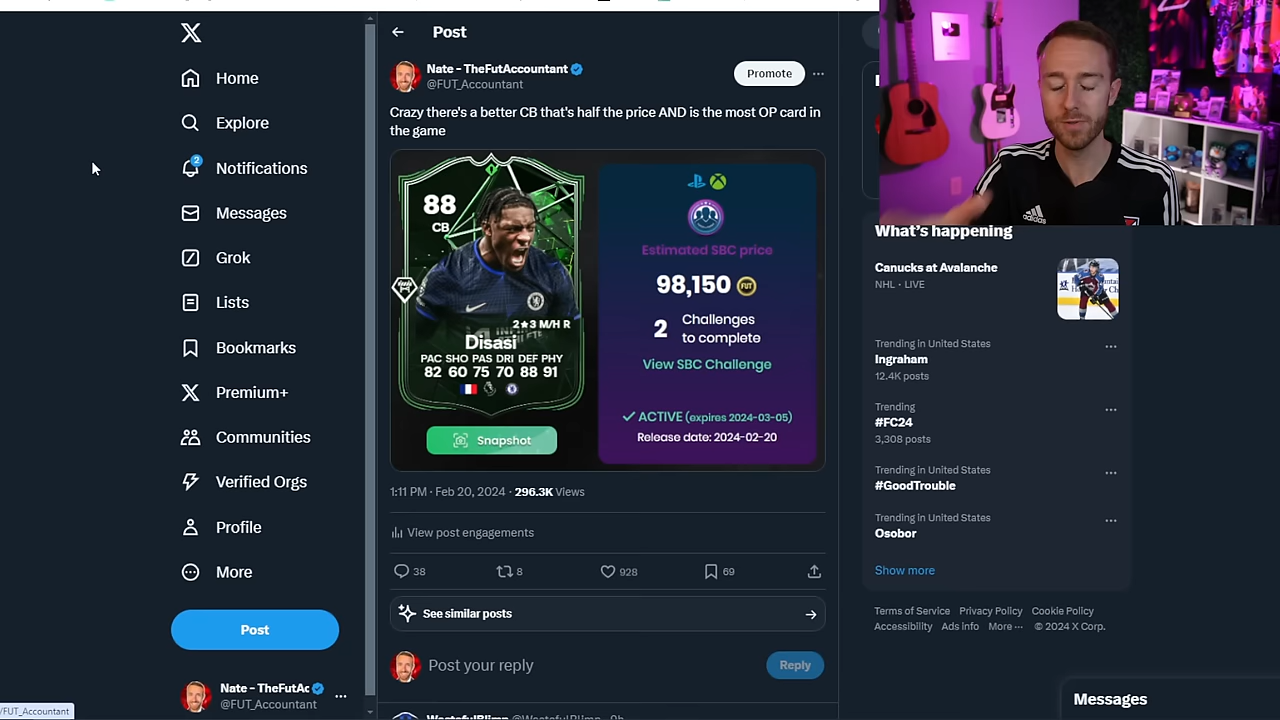 Home
Explore
2
Notifications
Messages
Grok
Lists
Bookmarks
Premium+
Communities
Verified Orgs
Profile
More
Post
Nate - TheFutAc
@FUT_Accountant
/FUT_Accountant
Post
Nate - TheFutAccountant
@FUT_Accountant
Promote
Crazy there's a better CB that's half the price AND is the most OP card in
the game
88
CB
2★3 M/H R
Disasi
PAC SHO PAS DRI DEF PHY
82 60 75 70 88 91
Snapshot
Estimated SBC price
98,150 FUT
2 Challenges
to complete
View SBC Challenge
✓ ACTIVE (expires 2024-03-05)
Release date: 2024-02-20
1:11 PM · Feb 20, 2024 · 296.3K Views
View post engagements
38 8 928 69
See similar posts
Post your reply
Reply
adidas
What's happening
Canucks at Avalanche
NHL · LIVE
Trending in United States
Ingraham
12.4K posts
Trending
#FC24
3,308 posts
Trending in United States
#GoodTrouble
Trending in United States
Osobor
Show more
Terms of Service Privacy Policy Cookie Policy
Accessibility Ads info More ··· © 2024 X Corp.
Messages